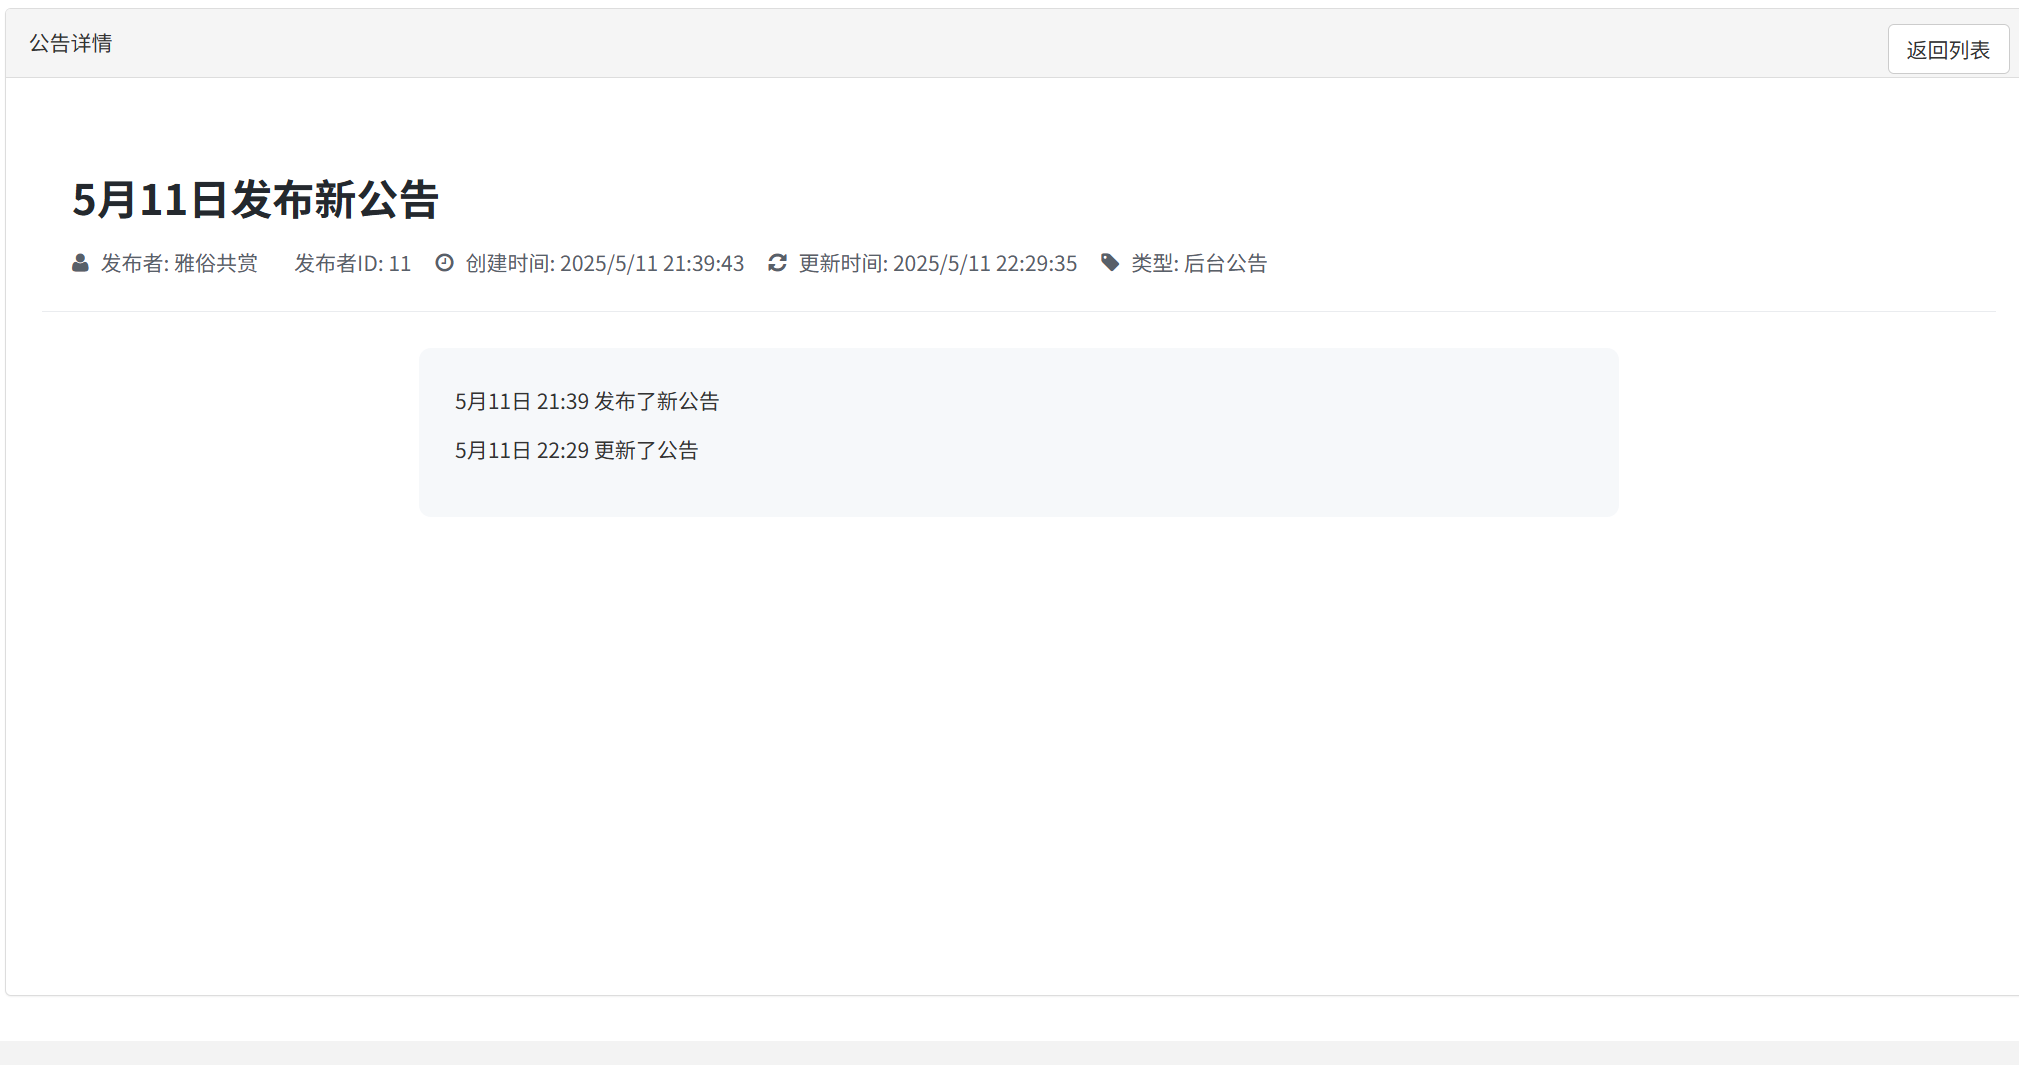 公告详情
返回列表
5月11日发布新公告
发布者: 雅俗共赏 发布者ID: 11 创建时间: 2025/5/11 21:39:43 更新时间: 2025/5/11 22:29:35 类型: 后台公告
5月11日 21:39 发布了新公告
5月11日 22:29 更新了公告